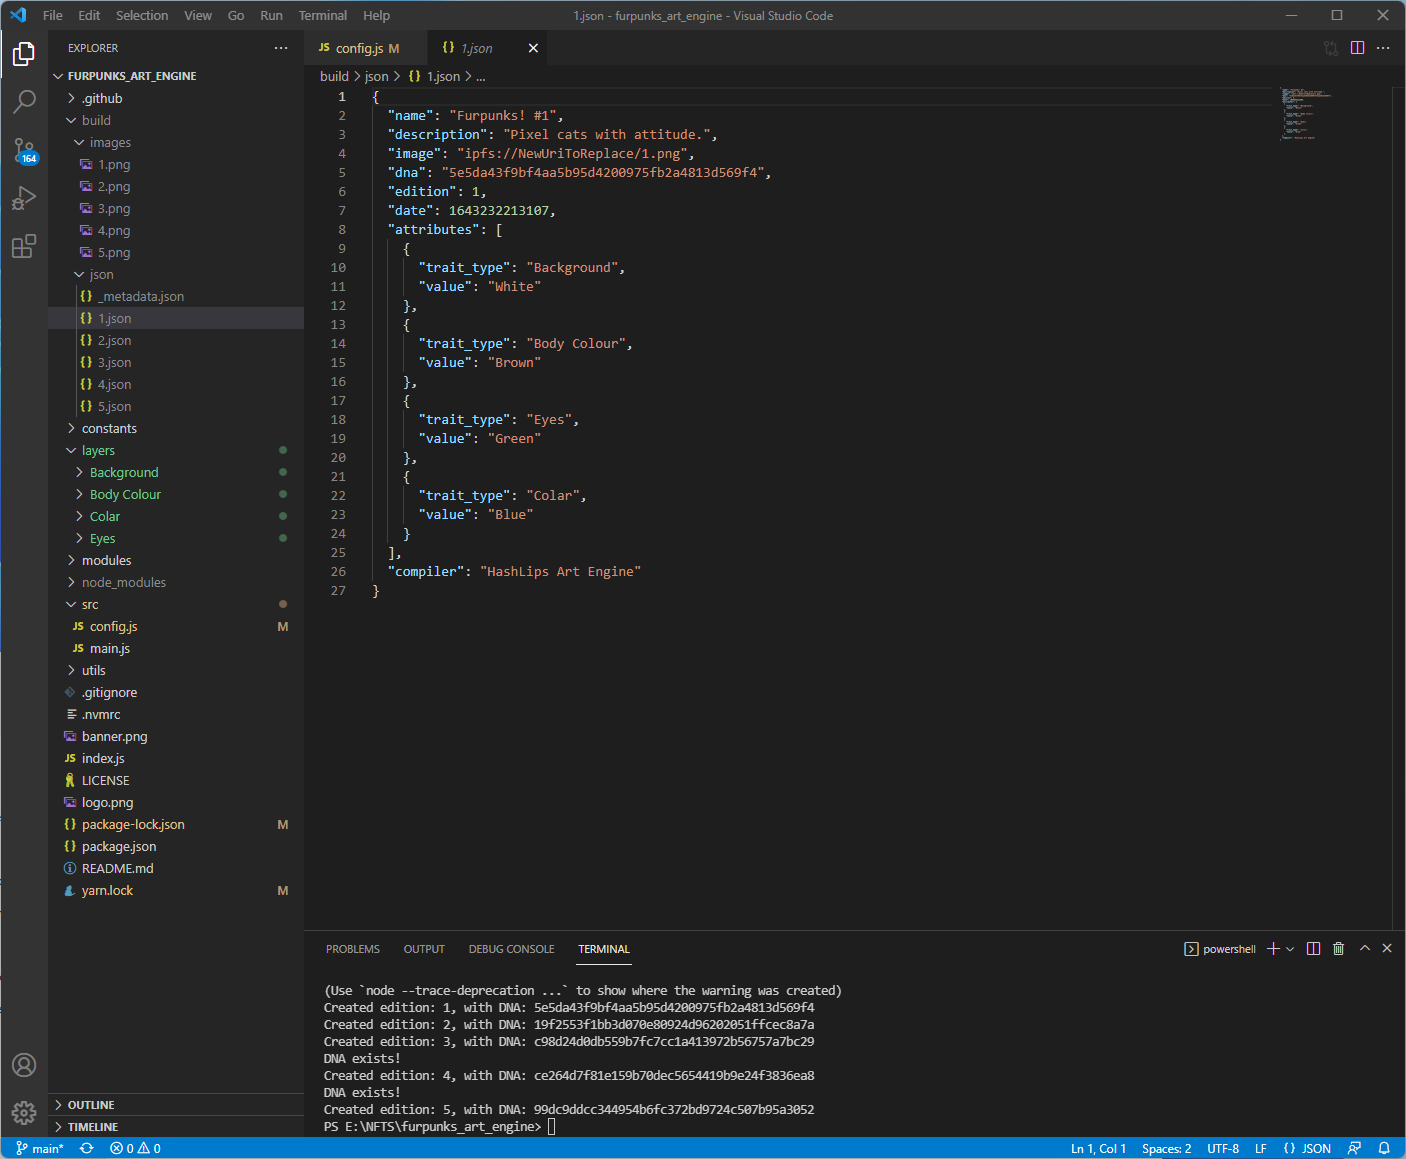 File Edit Selection View Go Run Terminal Help
1.json - furpunks_art_engine - Visual Studio Code
EXPLORER
164
FURPUNKS_ART_ENGINE
.github
build
images
1.png
2.png
3.png
4.png
5.png
json
_metadata.json
1.json
2.json
3.json
4.json
5.json
constants
layers
Background
Body Colour
Colar
Eyes
modules
node_modules
src
JS config.js M
JS main.js
utils
.gitignore
.nvmrc
banner.png
JS index.js
LICENSE
logo.png
{} package-lock.json M
{} package.json
README.md
yarn.lock M
OUTLINE
TIMELINE
JS config.js M {} 1.json
build > json > {} 1.json > ...
1 {
2 "name": "Furpunks! #1",
3 "description": "Pixel cats with attitude.",
4 "image": "ipfs://NewUriToReplace/1.png",
5 "dna": "5e5da43f9bf4aa5b95d4200975fb2a4813d569f4",
6 "edition": 1,
7 "date": 1643232213107,
8 "attributes": [
9 {
10 "trait_type": "Background",
11 "value": "White"
12 },
13 {
14 "trait_type": "Body Colour",
15 "value": "Brown"
16 },
17 {
18 "trait_type": "Eyes",
19 "value": "Green"
20 },
21 {
22 "trait_type": "Colar",
23 "value": "Blue"
24 }
25 ],
26 "compiler": "HashLips Art Engine"
27 }
PROBLEMS OUTPUT DEBUG CONSOLE TERMINAL
powershell
(Use `node --trace-deprecation ...` to show where the warning was created)
Created edition: 1, with DNA: 5e5da43f9bf4aa5b95d4200975fb2a4813d569f4
Created edition: 2, with DNA: 19f2553f1bb3d070e80924d96202051ffcec8a7a
Created edition: 3, with DNA: c98d24d0db559b7fc7cc1a413972b56757a7bc29
DNA exists!
Created edition: 4, with DNA: ce264d7f81e159b70dec5654419b9e24f3836ea8
DNA exists!
Created edition: 5, with DNA: 99dc9ddcc344954b6fc372bd9724c507b95a3052
PS E:\NFTS\furpunks_art_engine>
main* 0 0
Ln 1, Col 1 Spaces: 2 UTF-8 LF {} JSON